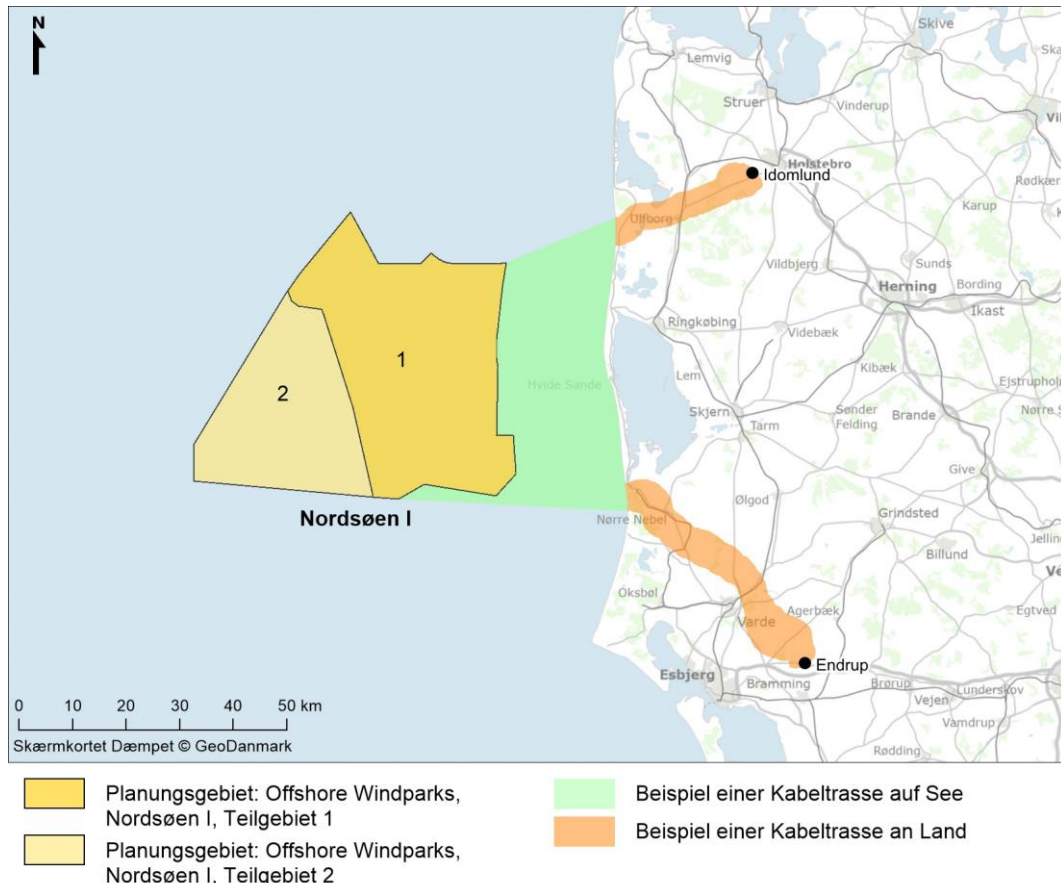 N
Skive
Lemvig
Struer
Vinderup
Holstebro
Idomlund
Ulfborg
Karup
Vildbjerg
Sunds
Herning
Bording
Ikast
Ringkøbing
Videbæk
1
Kibæk
2
Hvide Sande
Lem
Skjern
Tarm
Sønder
Felding
Brande
Give
Nordsøen I
Nørre Nebel
Ølgod
Grindsted
Billund
Oksbøl
Agerbæk
Varde
Egtved
Endrup
Esbjerg
Bramming
Brørup
Vejen
Lunderskov
Vamdrup
Rødding
0 10 20 30 40 50 km
Skærmkortet Dæmpet © GeoDanmark
Planungsgebiet: Offshore Windparks,
Nordsøen I, Teilgebiet 1
Planungsgebiet: Offshore Windparks,
Nordsøen I, Teilgebiet 2
Beispiel einer Kabeltrasse auf See
Beispiel einer Kabeltrasse an Land